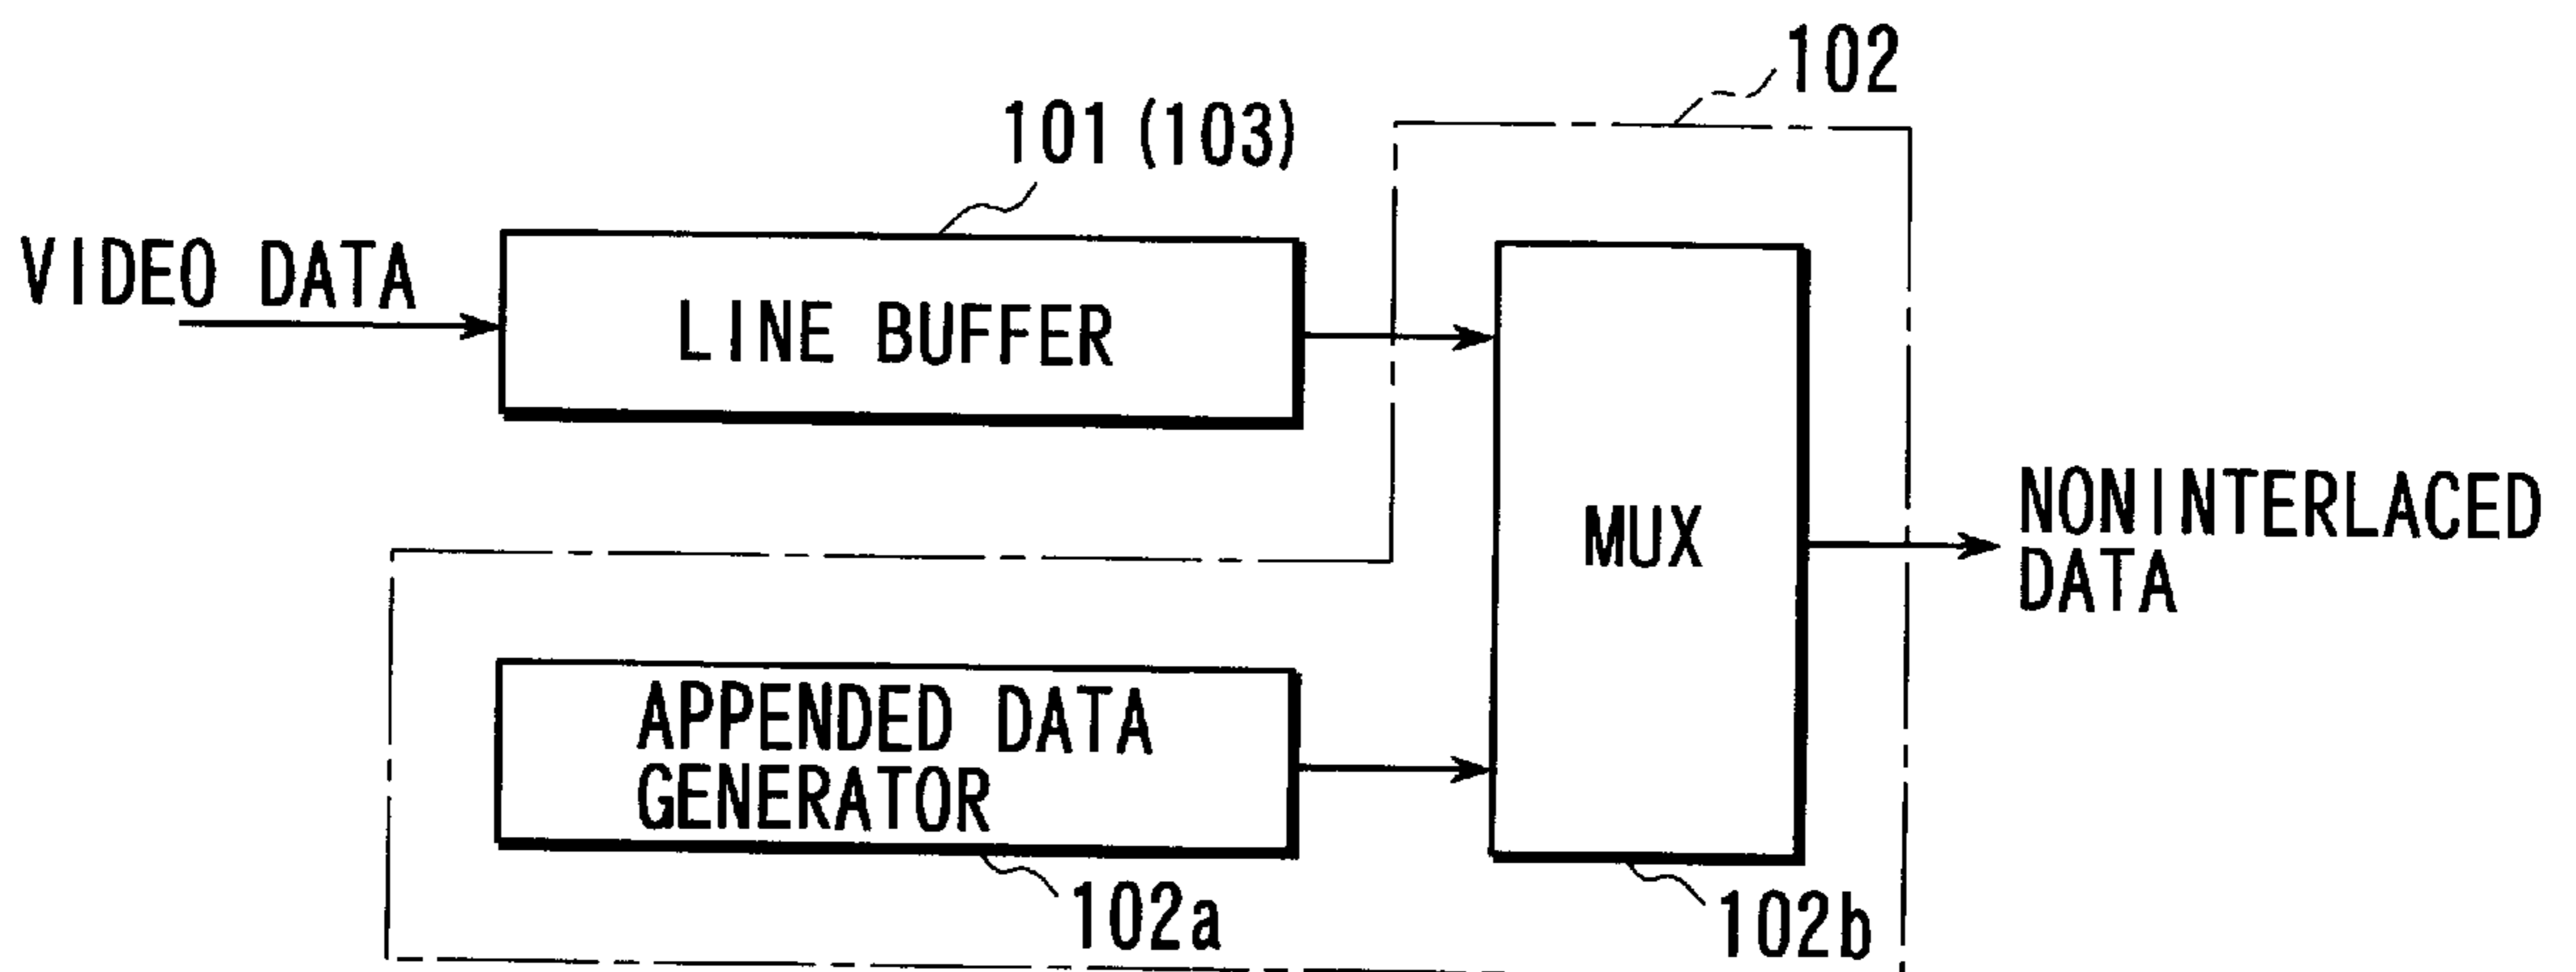 102
101 (103)
VIDEO DATA
LINE BUFFER
MUX
NONINTERLACED
DATA
APPENDED DATA
GENERATOR
102a
102b